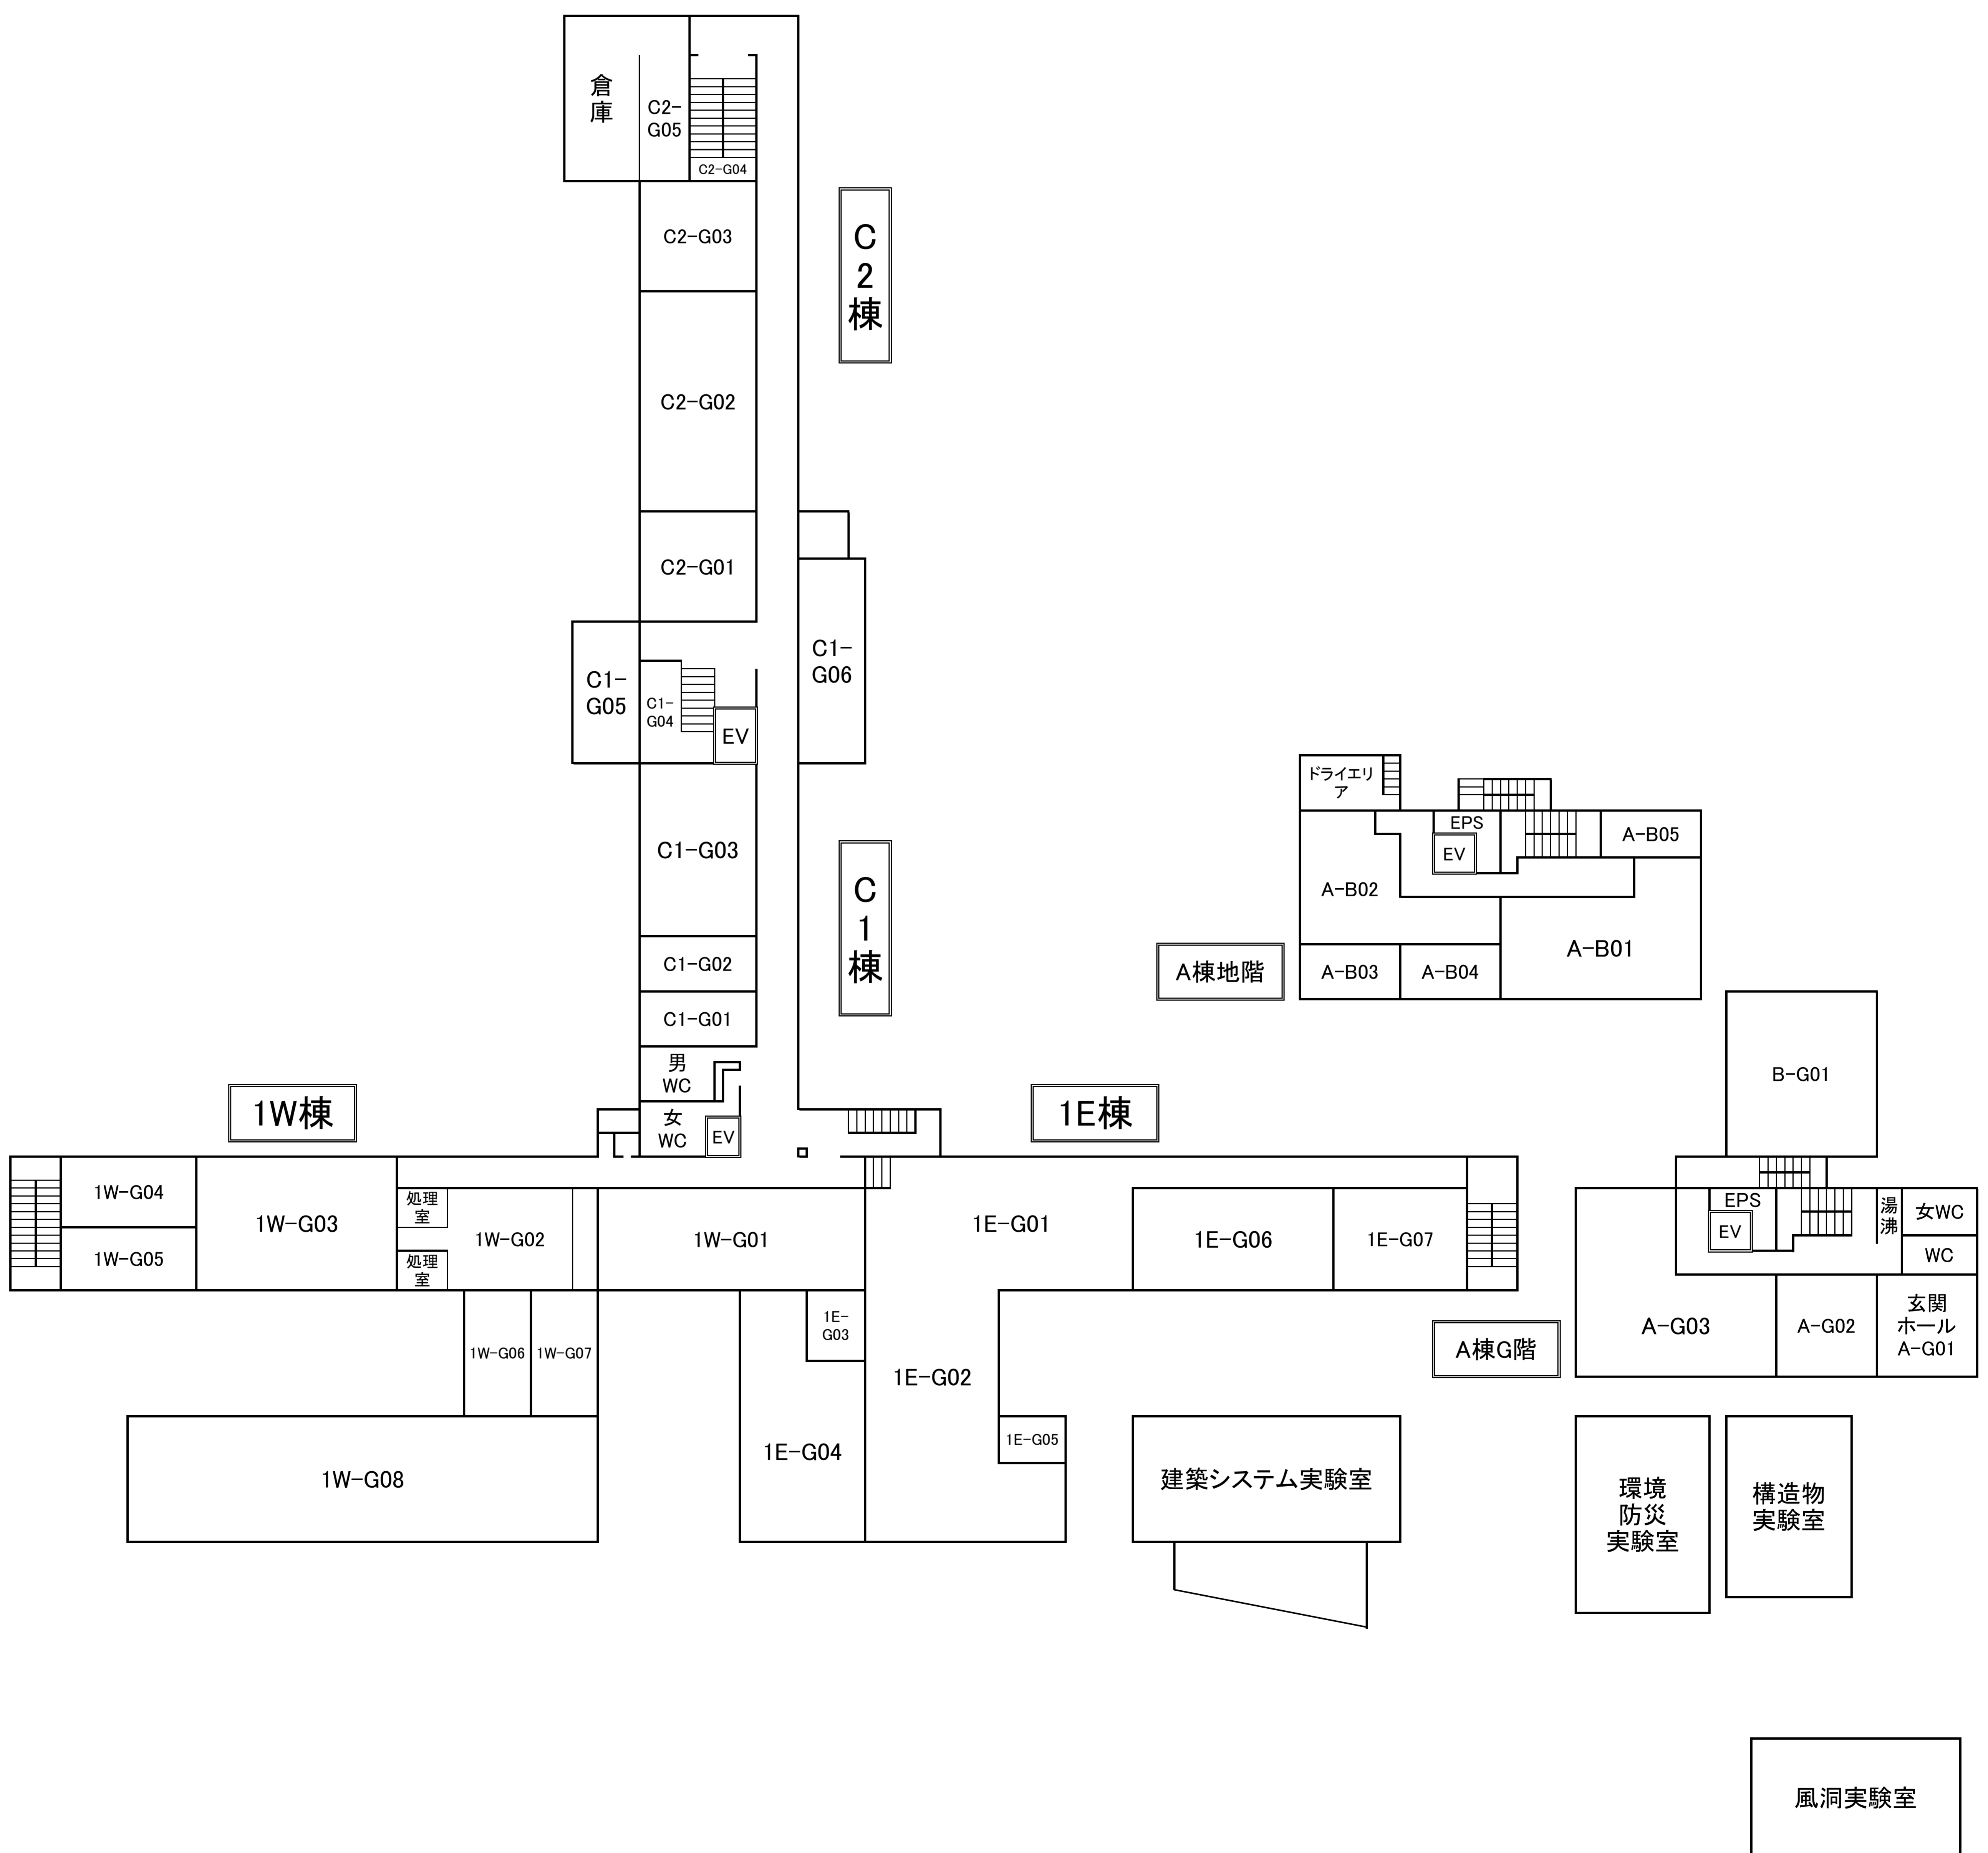 倉
庫
C2-
G05
C2-G04
C2-G03
C
2
棟
C2-G02
C2-G01
C1-
G06
C1-
G05
C1-
G04
EV
C1-G03
C
1
棟
C1-G02
C1-G01
男
WC
女
WC
EV
ドライエリ
ア
EPS
EV
A-B05
A-B02
A-B01
A棟地階
A-B03
A-B04
B-G01
1W棟
1E棟
1W-G04
1W-G05
1W-G03
処理
室
処理
室
1W-G02
1W-G01
1E-G01
1E-G06
1E-G07
EPS
EV
湯
沸
女WC
WC
1W-G06
1W-G07
1E-
G03
1E-G02
A棟G階
A-G03
A-G02
玄関
ホール
A-G01
1W-G08
1E-G04
1E-G05
建築システム実験室
環境
防災
実験室
構造物
実験室
風洞実験室